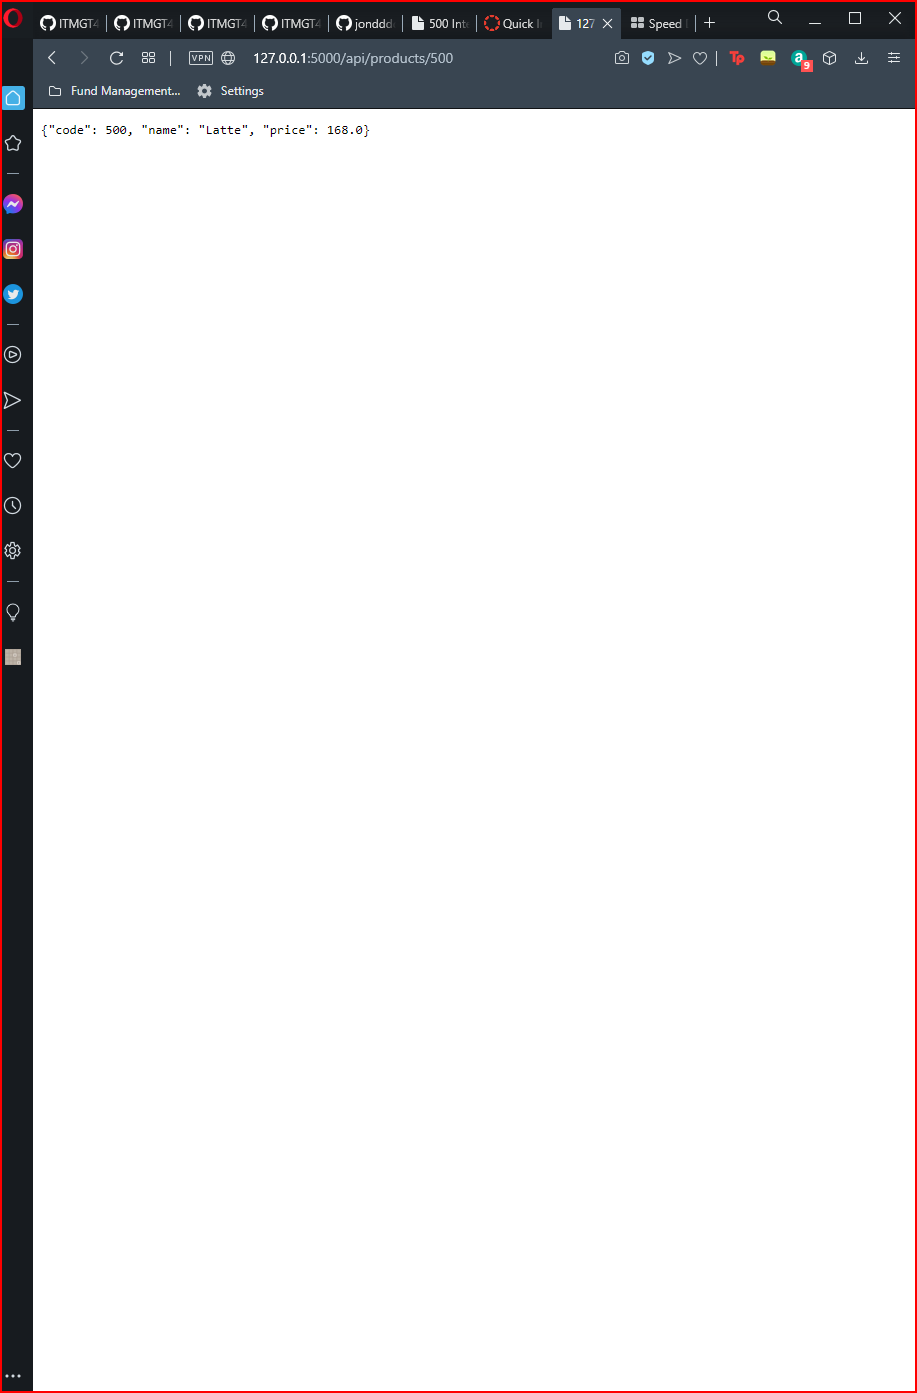 ITMGT4 ITMGT4 ITMGT4 ITMGT4 jonddd 500 Inte Quick I 127 Speed
VPN 127.0.0.1:5000/api/products/500 Tp a 9
Fund Management... Settings
{"code": 500, "name": "Latte", "price": 168.0}